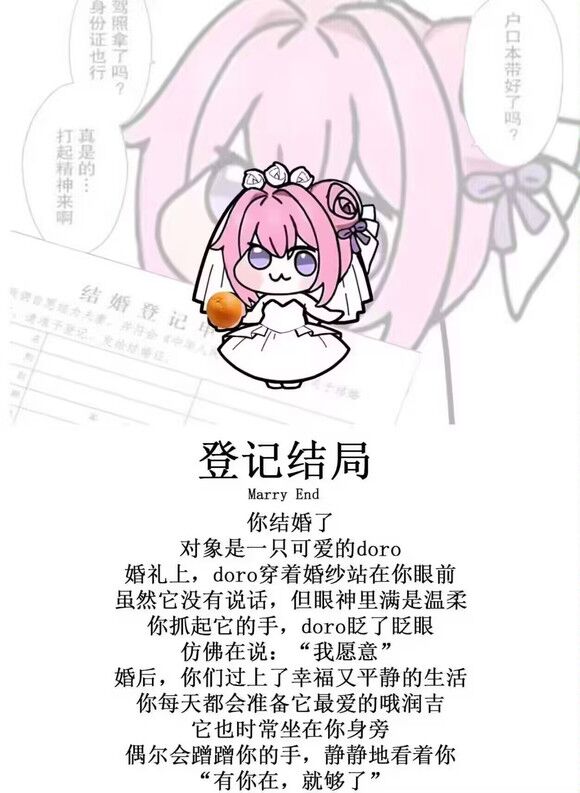 驾照拿了吗？
身份证也行
真是的…
打起精神来啊
户口本带好了吗？
结婚登记申
登记结局
Marry End
你结婚了
对象是一只可爱的doro
婚礼上，doro穿着婚纱站在你眼前
虽然它没有说话，但眼神里满是温柔
你抓起它的手，doro眨了眨眼
仿佛在说：“我愿意”
婚后，你们过上了幸福又平静的生活
你每天都会准备它最爱的哦润吉
它也时常坐在你身旁
偶尔会蹭蹭你的手，静静地看着你
“有你在，就够了”